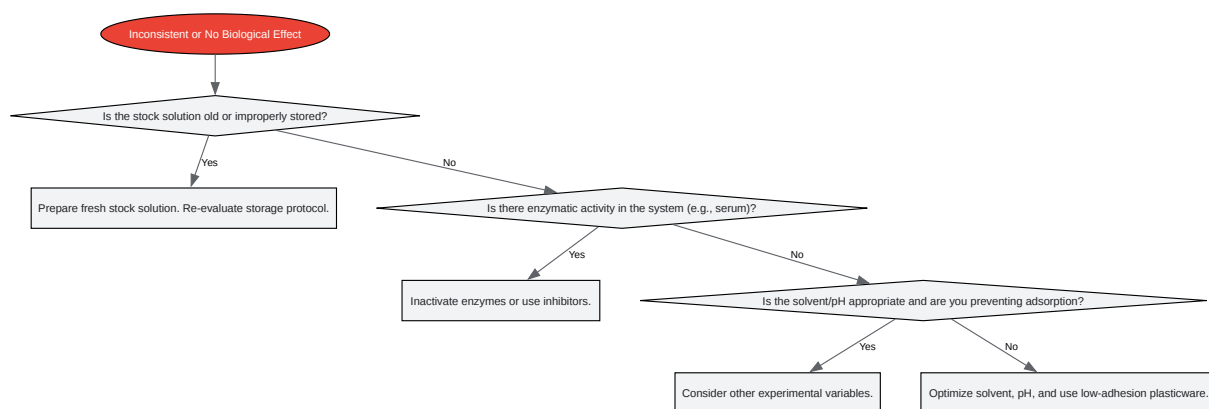 Inconsistent or No Biological Effect
Is the stock solution old or improperly stored?
Yes
No
Prepare fresh stock solution. Re-evaluate storage protocol.
Is there enzymatic activity in the system (e.g., serum)?
Yes
No
Inactivate enzymes or use inhibitors.
Is the solvent/pH appropriate and are you preventing adsorption?
Yes
No
Consider other experimental variables.
Optimize solvent, pH, and use low-adhesion plasticware.